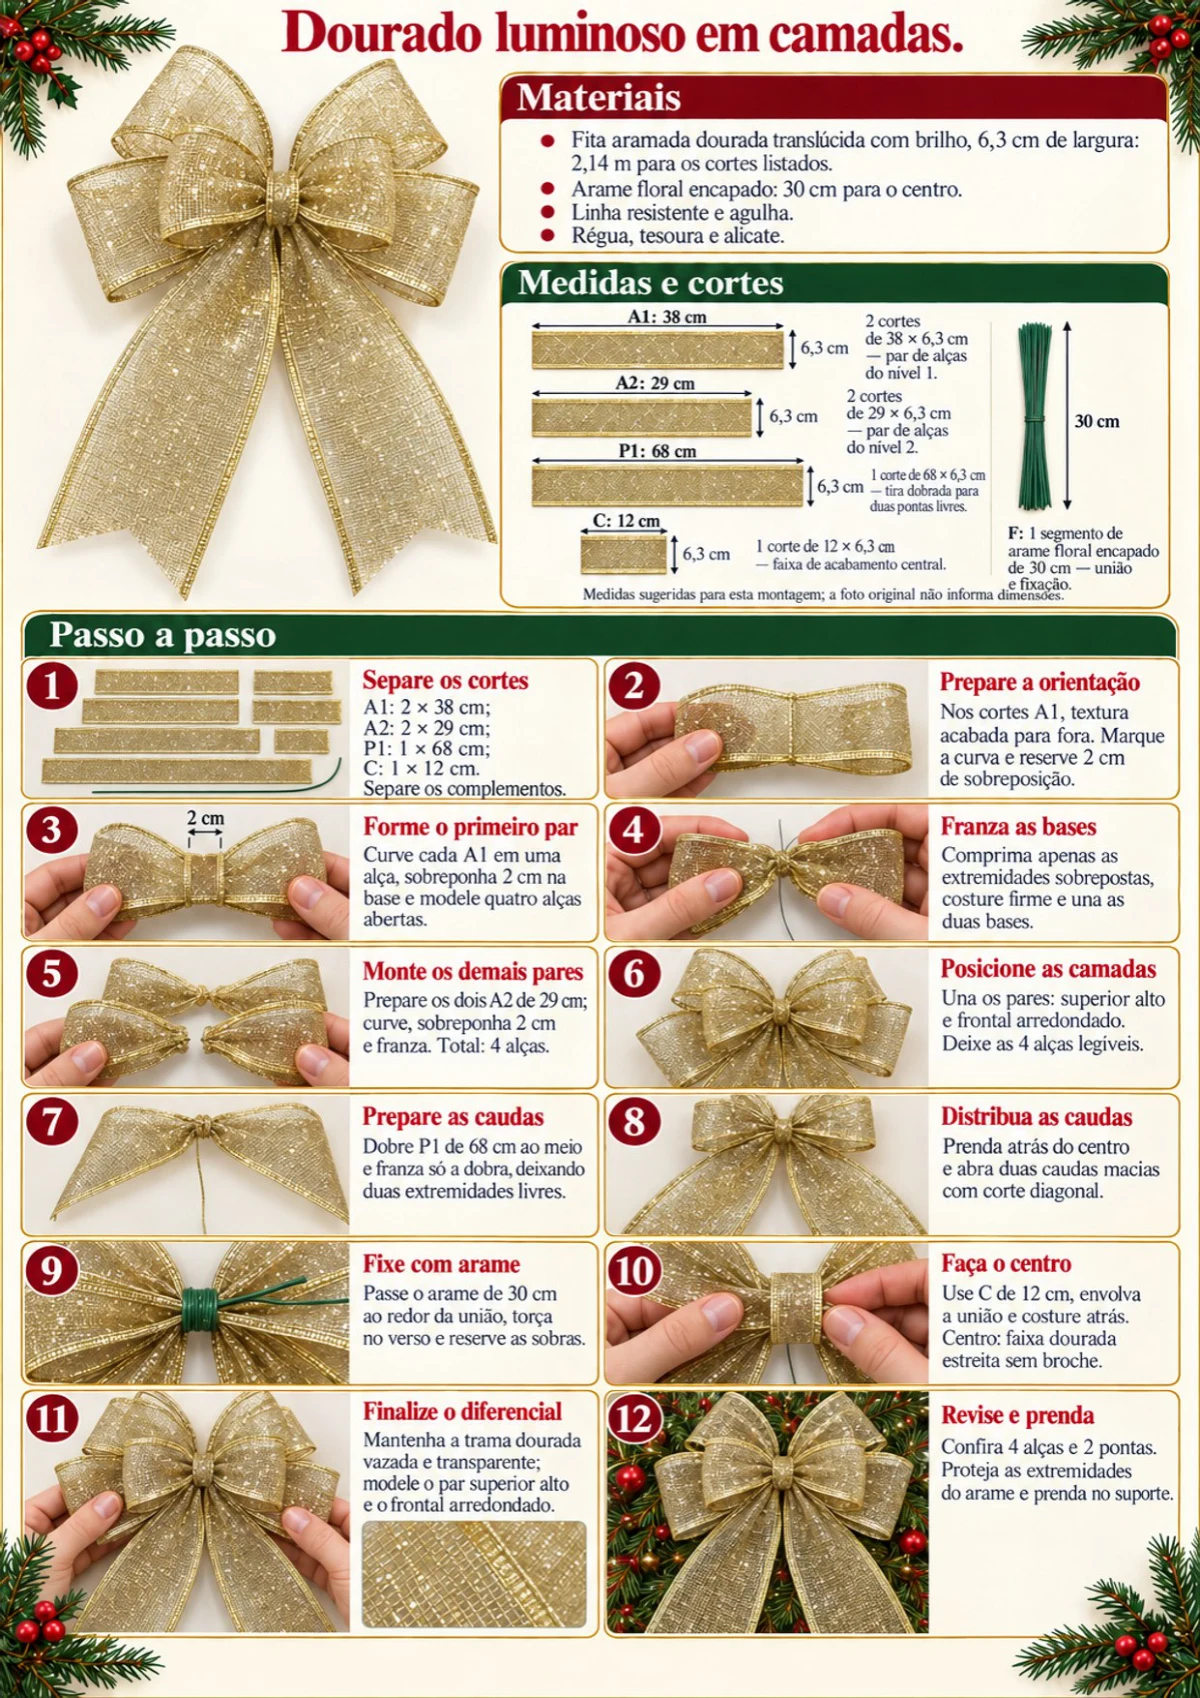 Dourado luminoso em camadas.
Materiais
Fita aramada dourada translúcida com brilho, 6,3 cm de largura:
2,14 m para os cortes listados.
Arame floral encapado: 30 cm para o centro.
Linha resistente e agulha.
Régua, tesoura e alicate.
Medidas e cortes
A1: 38 cm
6,3 cm
2 cortes
de 38 × 6,3 cm
— par de alças
do nível 1.
A2: 29 cm
6,3 cm
2 cortes
de 29 × 6,3 cm
— par de alças
do nível 2.
P1: 68 cm
6,3 cm
1 corte de 68 × 6,3 cm
— tira dobrada para
duas pontas livres.
C: 12 cm
6,3 cm
1 corte de 12 × 6,3 cm
— faixa de acabamento central.
30 cm
F: 1 segmento de
arame floral encapado
de 30 cm — união
e fixação.
Medidas sugeridas para esta montagem; a foto original não informa dimensões.
Passo a passo
1
Separe os cortes
A1: 2 × 38 cm;
A2: 2 × 29 cm;
P1: 1 × 68 cm;
C: 1 × 12 cm.
Separe os complementos.
2
Prepare a orientação
Nos cortes A1, textura
acabada para fora. Marque
a curva e reserve 2 cm
de sobreposição.
3
2 cm
Forme o primeiro par
Curve cada A1 em uma
alça, sobreponha 2 cm na
base e modele quatro alças
abertas.
4
Franza as bases
Comprima apenas as
extremidades sobrepostas,
costure firme e una as
duas bases.
5
Monte os demais pares
Prepare os dois A2 de 29 cm;
curve, sobreponha 2 cm
e franza. Total: 4 alças.
6
Posicione as camadas
Una os pares: superior alto
e frontal arredondado.
Deixe as 4 alças legíveis.
7
Prepare as caudas
Dobre P1 de 68 cm ao meio
e franza só a dobra, deixando
duas extremidades livres.
8
Distribua as caudas
Prenda atrás do centro
e abra duas caudas macias
com corte diagonal.
9
Fixe com arame
Passe o arame de 30 cm
ao redor da união, torça
no verso e reserve as sobras.
10
Faça o centro
Use C de 12 cm, envolva
a união e costure atrás.
Centro: faixa dourada
estreita sem broche.
11
Finalize o diferencial
Mantenha a trama dourada
vazada e transparente;
modele o par superior alto
e o frontal arredondado.
12
Revise e prenda
Confira 4 alças e 2 pontas.
Proteja as extremidades
do arame e prenda no suporte.